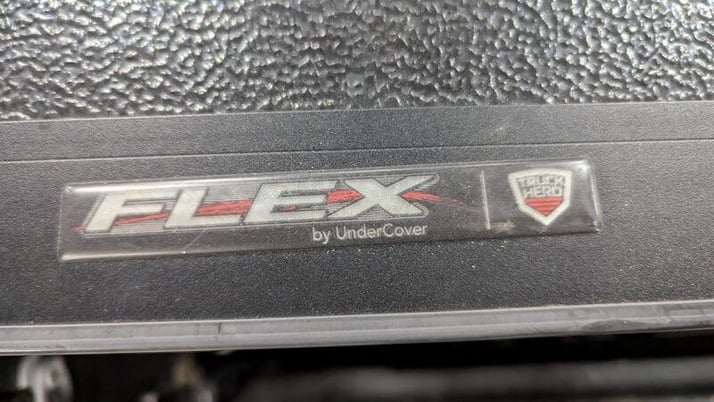 FLEX
by UnderCover
TRUCK
HERO